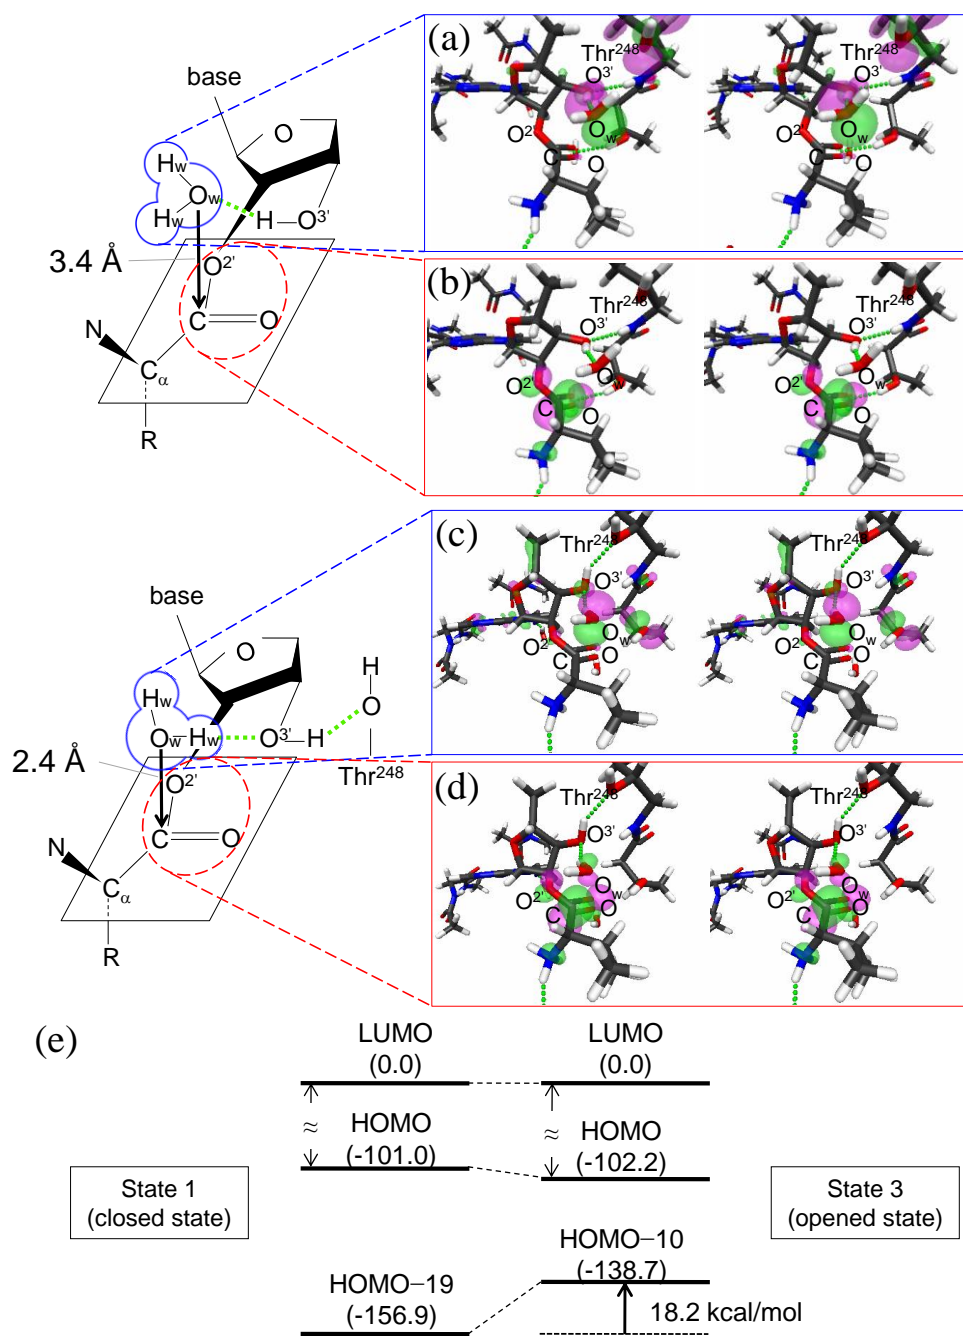 (a)
Thr248
O3'
Ow
O2'
C
O
Thr248
O3'
Ow
O2'
C
O
base
O
Hw
Ow
Hw
H
O3'
3.4 Å
O2'
C
O
N
Cα
R
(b)
Thr248
O3'
Ow
O2'
C
O
Thr248
O3'
Ow
O2'
C
O
(c)
Thr248
O3'
Ow
O2'
C
O
Thr248
O3'
Ow
O2'
C
O
base
O
H
O
Hw
Ow
Hw
O3'
H
Thr248
2.4 Å
O2'
C
O
N
Cα
R
(d)
Thr248
O3'
Ow
O2'
C
O
Thr248
O3'
Ow
O2'
C
O
(e)
LUMO
(0.0)
LUMO
(0.0)
≈
HOMO
(-101.0)
≈
HOMO
(-102.2)
State 1
(closed state)
State 3
(opened state)
HOMO−19
(-156.9)
HOMO−10
(-138.7)
18.2 kcal/mol